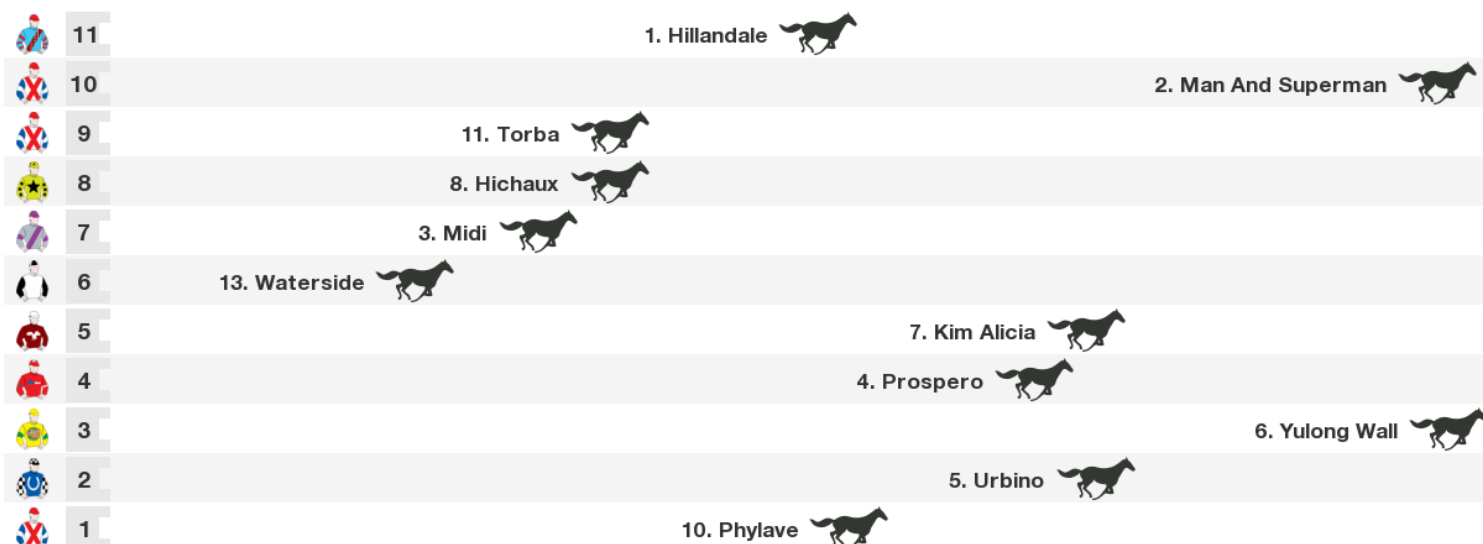 11 1. Hillandale
10 2. Man And Superman
9 11. Torba
8 8. Hichaux
7 3. Midi
6 13. Waterside
5 7. Kim Alicia
4 4. Prospero
3 6. Yulong Wall
2 5. Urbino
1 10. Phylave